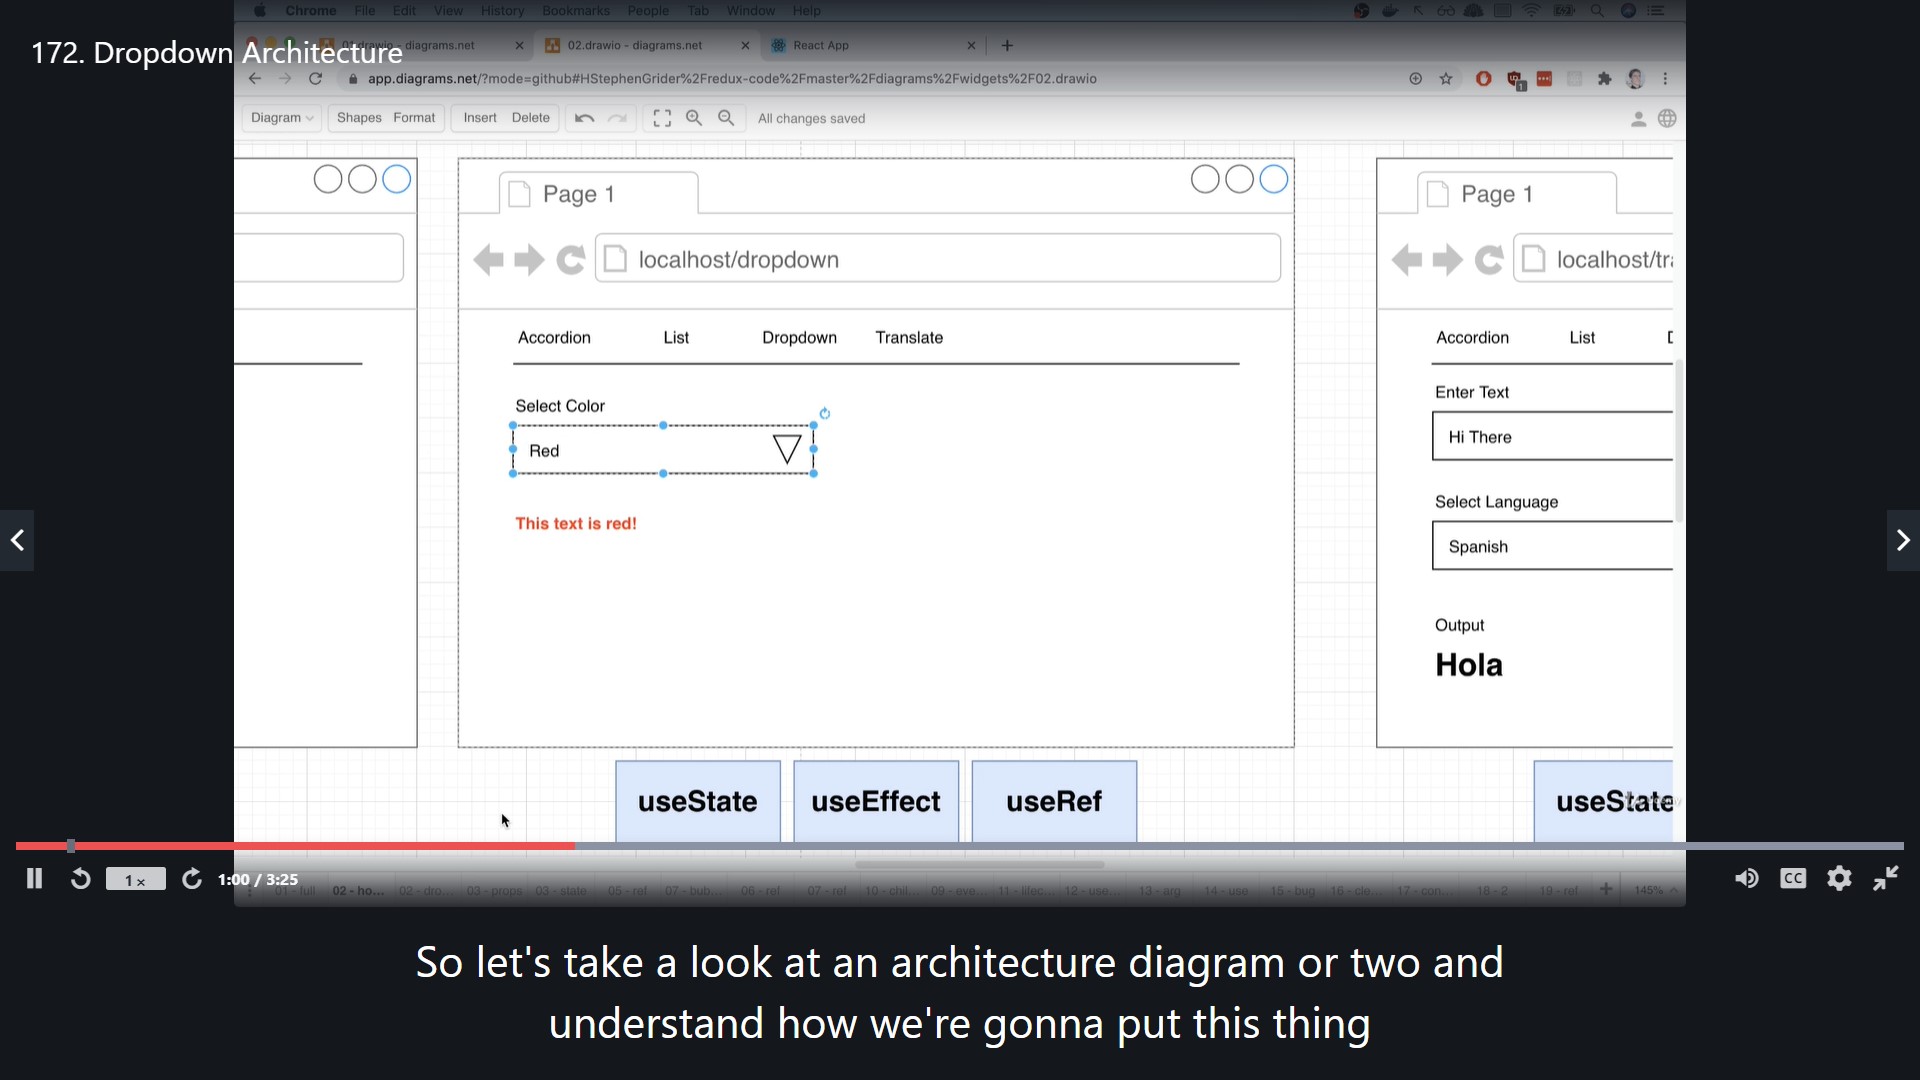 Chrome File Edit View History Bookmarks People Tab Window Help
172. Dropdown Architecture
01.drawio - diagrams.net
02.drawio - diagrams.net
React App
app.diagrams.net/?mode=github#HStephenGrider%2Fredux-code%2Fmaster%2Fdiagrams%2Fwidgets%2F02.drawio
Diagram Shapes Format Insert Delete All changes saved
Page 1
localhost/dropdown
Accordion List Dropdown Translate
Select Color
Red
This text is red!
useState useEffect useRef
Page 1
localhost/tra
Accordion List D
Enter Text
Hi There
Select Language
Spanish
Output
Hola
useState
1 x
1:00 / 3:25
01 - full 02 - ho... 02 - dro... 03 - props 03 - state 05 - ref 07 - bub... 06 - ref 07 - ref 10 - chil... 09 - eve... 11 - lifec... 12 - use... 13 - arg 14 - use 15 - bug 16 - cle... 17 - con... 18 - 2 19 - ref 145%
CC
So let's take a look at an architecture diagram or two and
understand how we're gonna put this thing